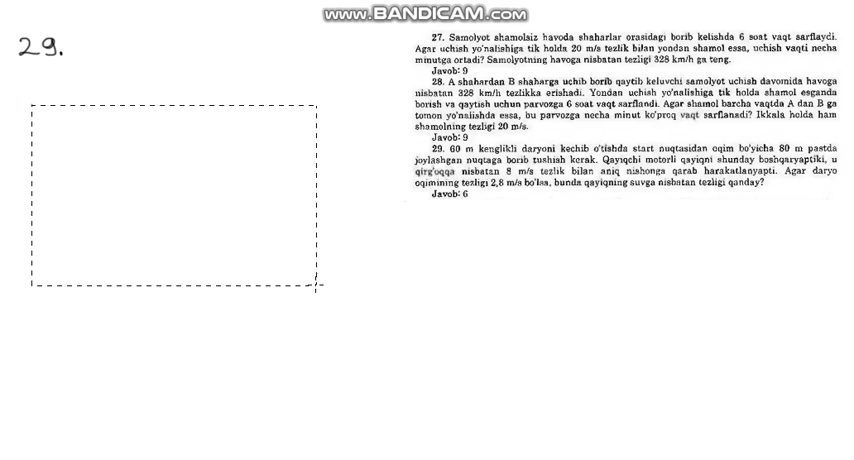 www.BANDICAM.com
29.
27. Samolyot shamolsiz havoda shaharlar orasidagi borib kelishda 6 soat vaqt sarflaydi.
Agar uchish yo'nalishiga tik holda 20 m/s tezlik bilan yondan shamol essa, uchish vaqti necha
minutga ortadi? Samolyotning havoga nisbatan tezligi 328 km/h ga teng.
Javob: 9
28. A shahardan B shaharga uchib borib qaytib keluvchi samolyot uchish davomida havoga
nisbatan 328 km/h tezlikka erishadi. Yondan uchish yo'nalishiga tik holda shamol esganda
borish va qaytish uchun parvozga 6 soat vaqt sarflandi. Agar shamol barcha vaqtda A dan B ga
tomon yo'nalishda essa, bu parvozga necha minut ko'proq vaqt sarflanadi? Ikkala holda ham
shamolning tezligi 20 m/s.
Javob: 9
29. 60 m kenglikli daryoni kechib o'tishda start nuqtasidan oqim bo'yicha 80 m pastda
joylashgan nuqtaga borib tushish kerak. Qayiqchi motorli qayiqni shunday boshqaryaptiki, u
qirg'oqqa nisbatan 8 m/s tezlik bilan aniq nishonga qarab harakatlanyapti. Agar daryo
oqimining tezligi 2,8 m/s bo'lsa, bunda qayiqning suvga nisbatan tezligi qanday?
Javob: 6